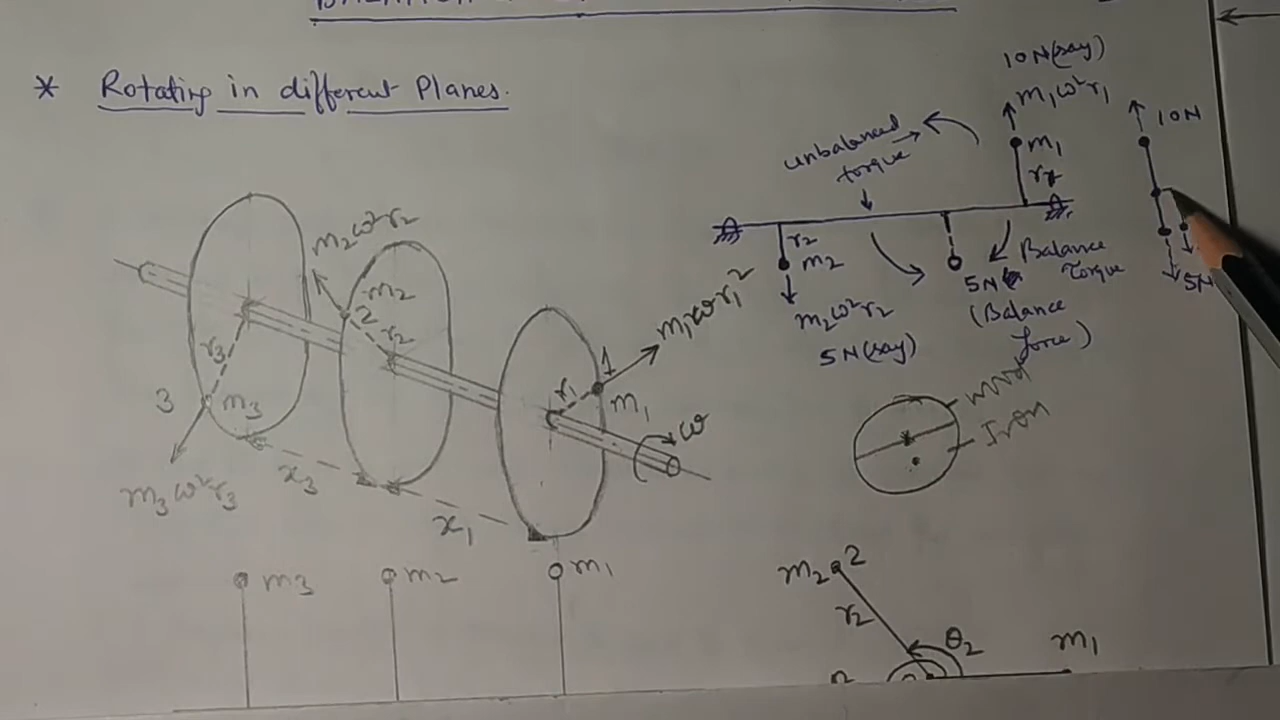 * Rotating in different Planes.
10N(say)
m₁ω²r₁
10N
unbalanced
torque
m₁
r₂
m₂
m₂ω²r₂
5N(say)
5N
(Balance
force)
Balance
Torque
5N
m₂ω²r₂
m₂
2
r₂
m₁ωr₁²
1
r₁
m₁
ω
r₃
3
m₃
m₃ω²r₃
x₃
x₁
Iron
m₃
m₂
m₁
m₂
2
r₂
θ₂
m₁